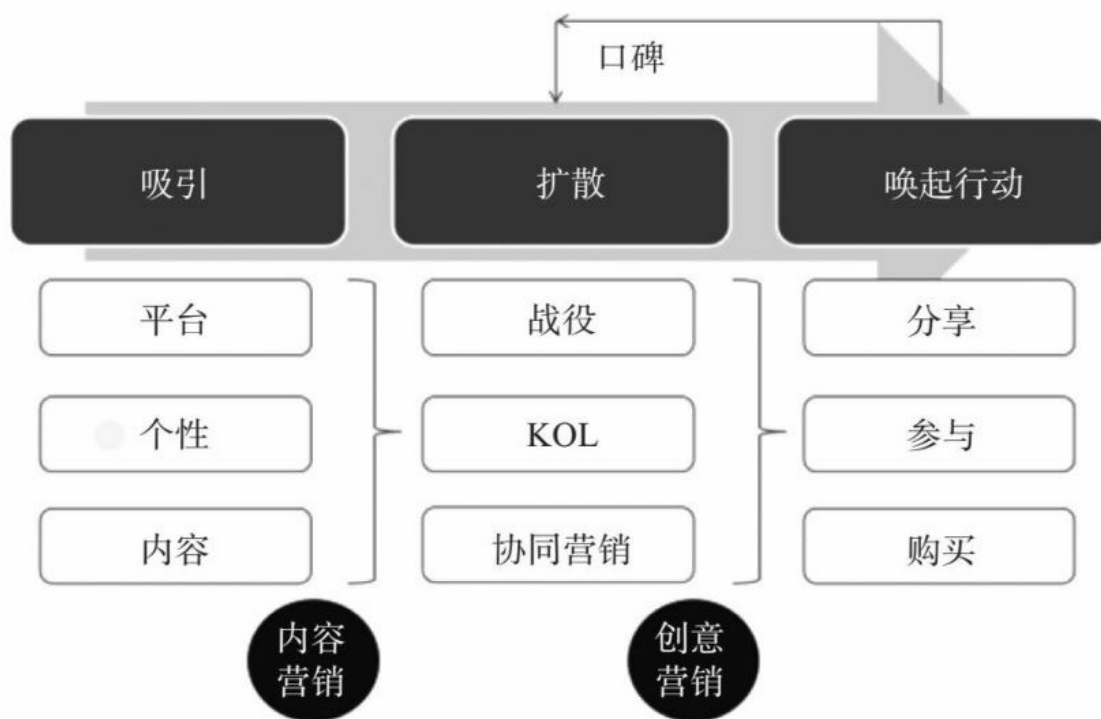 口碑
吸引
扩散
唤起行动
平台
战役
分享
个性
KOL
参与
内容
协同营销
购买
内容
营销
创意
营销